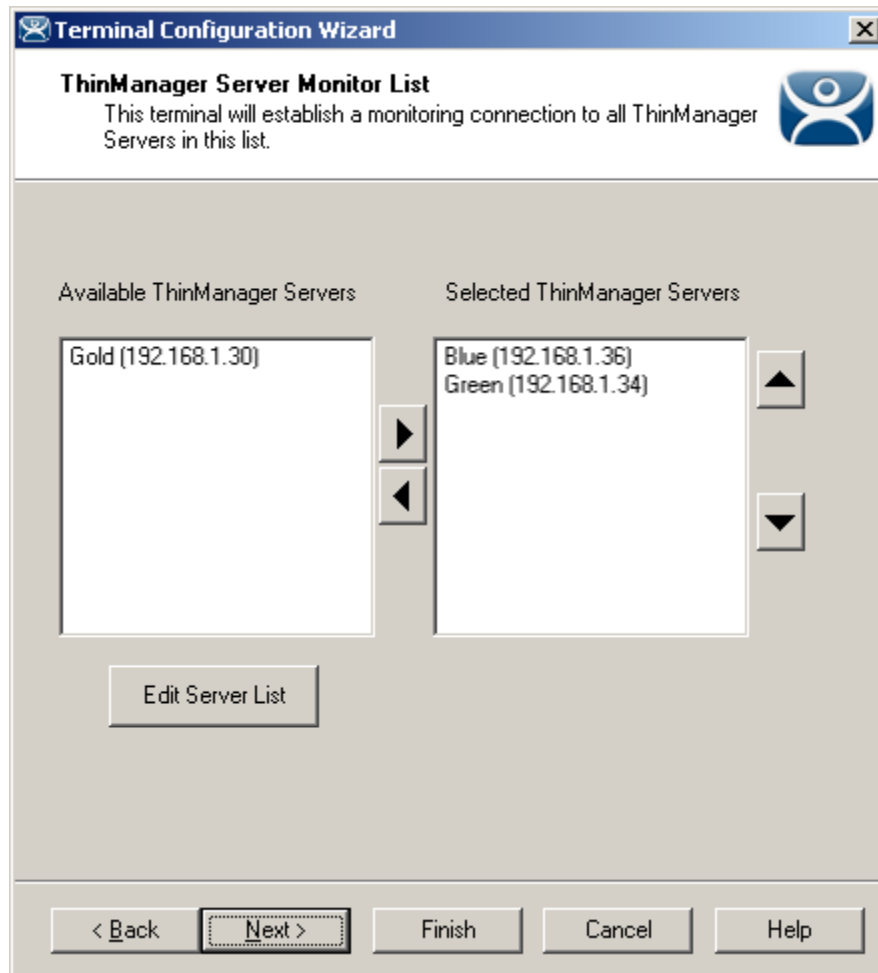 Terminal Configuration Wizard
ThinManager Server Monitor List
This terminal will establish a monitoring connection to all ThinManager
Servers in this list.
Available ThinManager Servers
Selected ThinManager Servers
Gold (192.168.1.30)
Blue (192.168.1.36)
Green (192.168.1.34)
Edit Server List
< Back
Next >
Finish
Cancel
Help